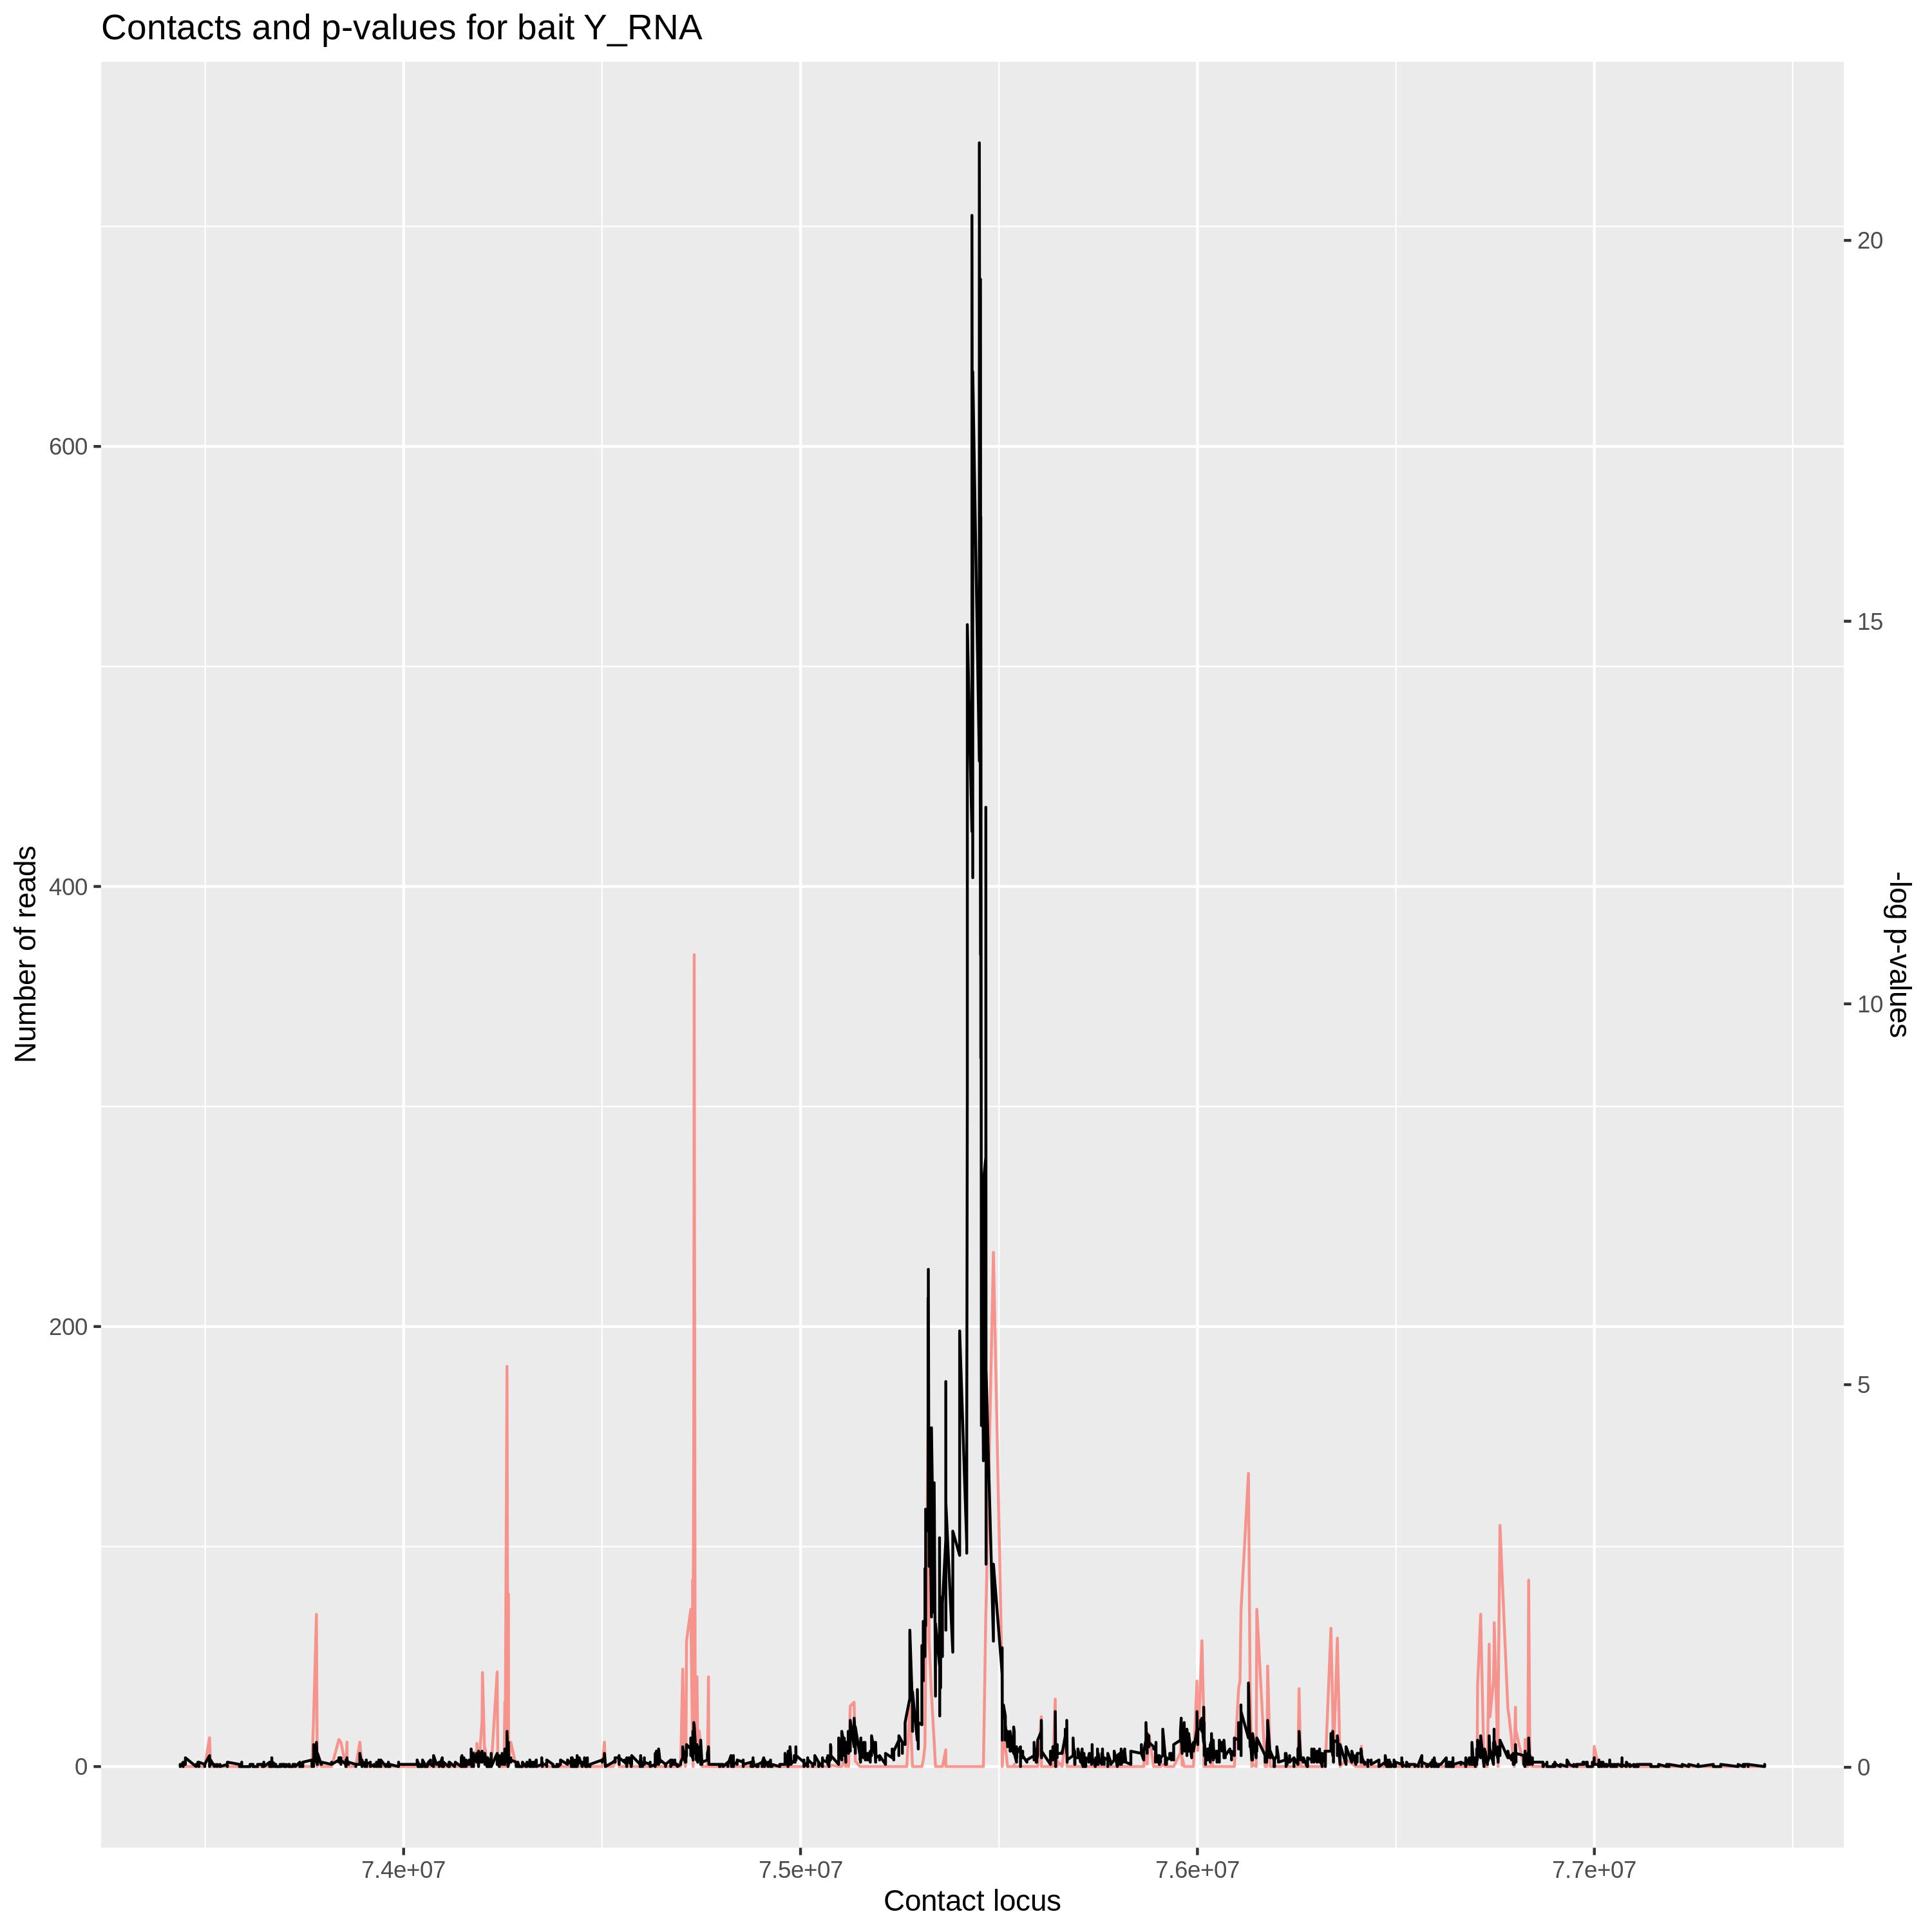 Contacts and p-values for bait Y_RNA
Number of reads
600
400
200
0
20
15
10
5
0
-log p-values
7.4e+07
7.5e+07
7.6e+07
7.7e+07
Contact locus